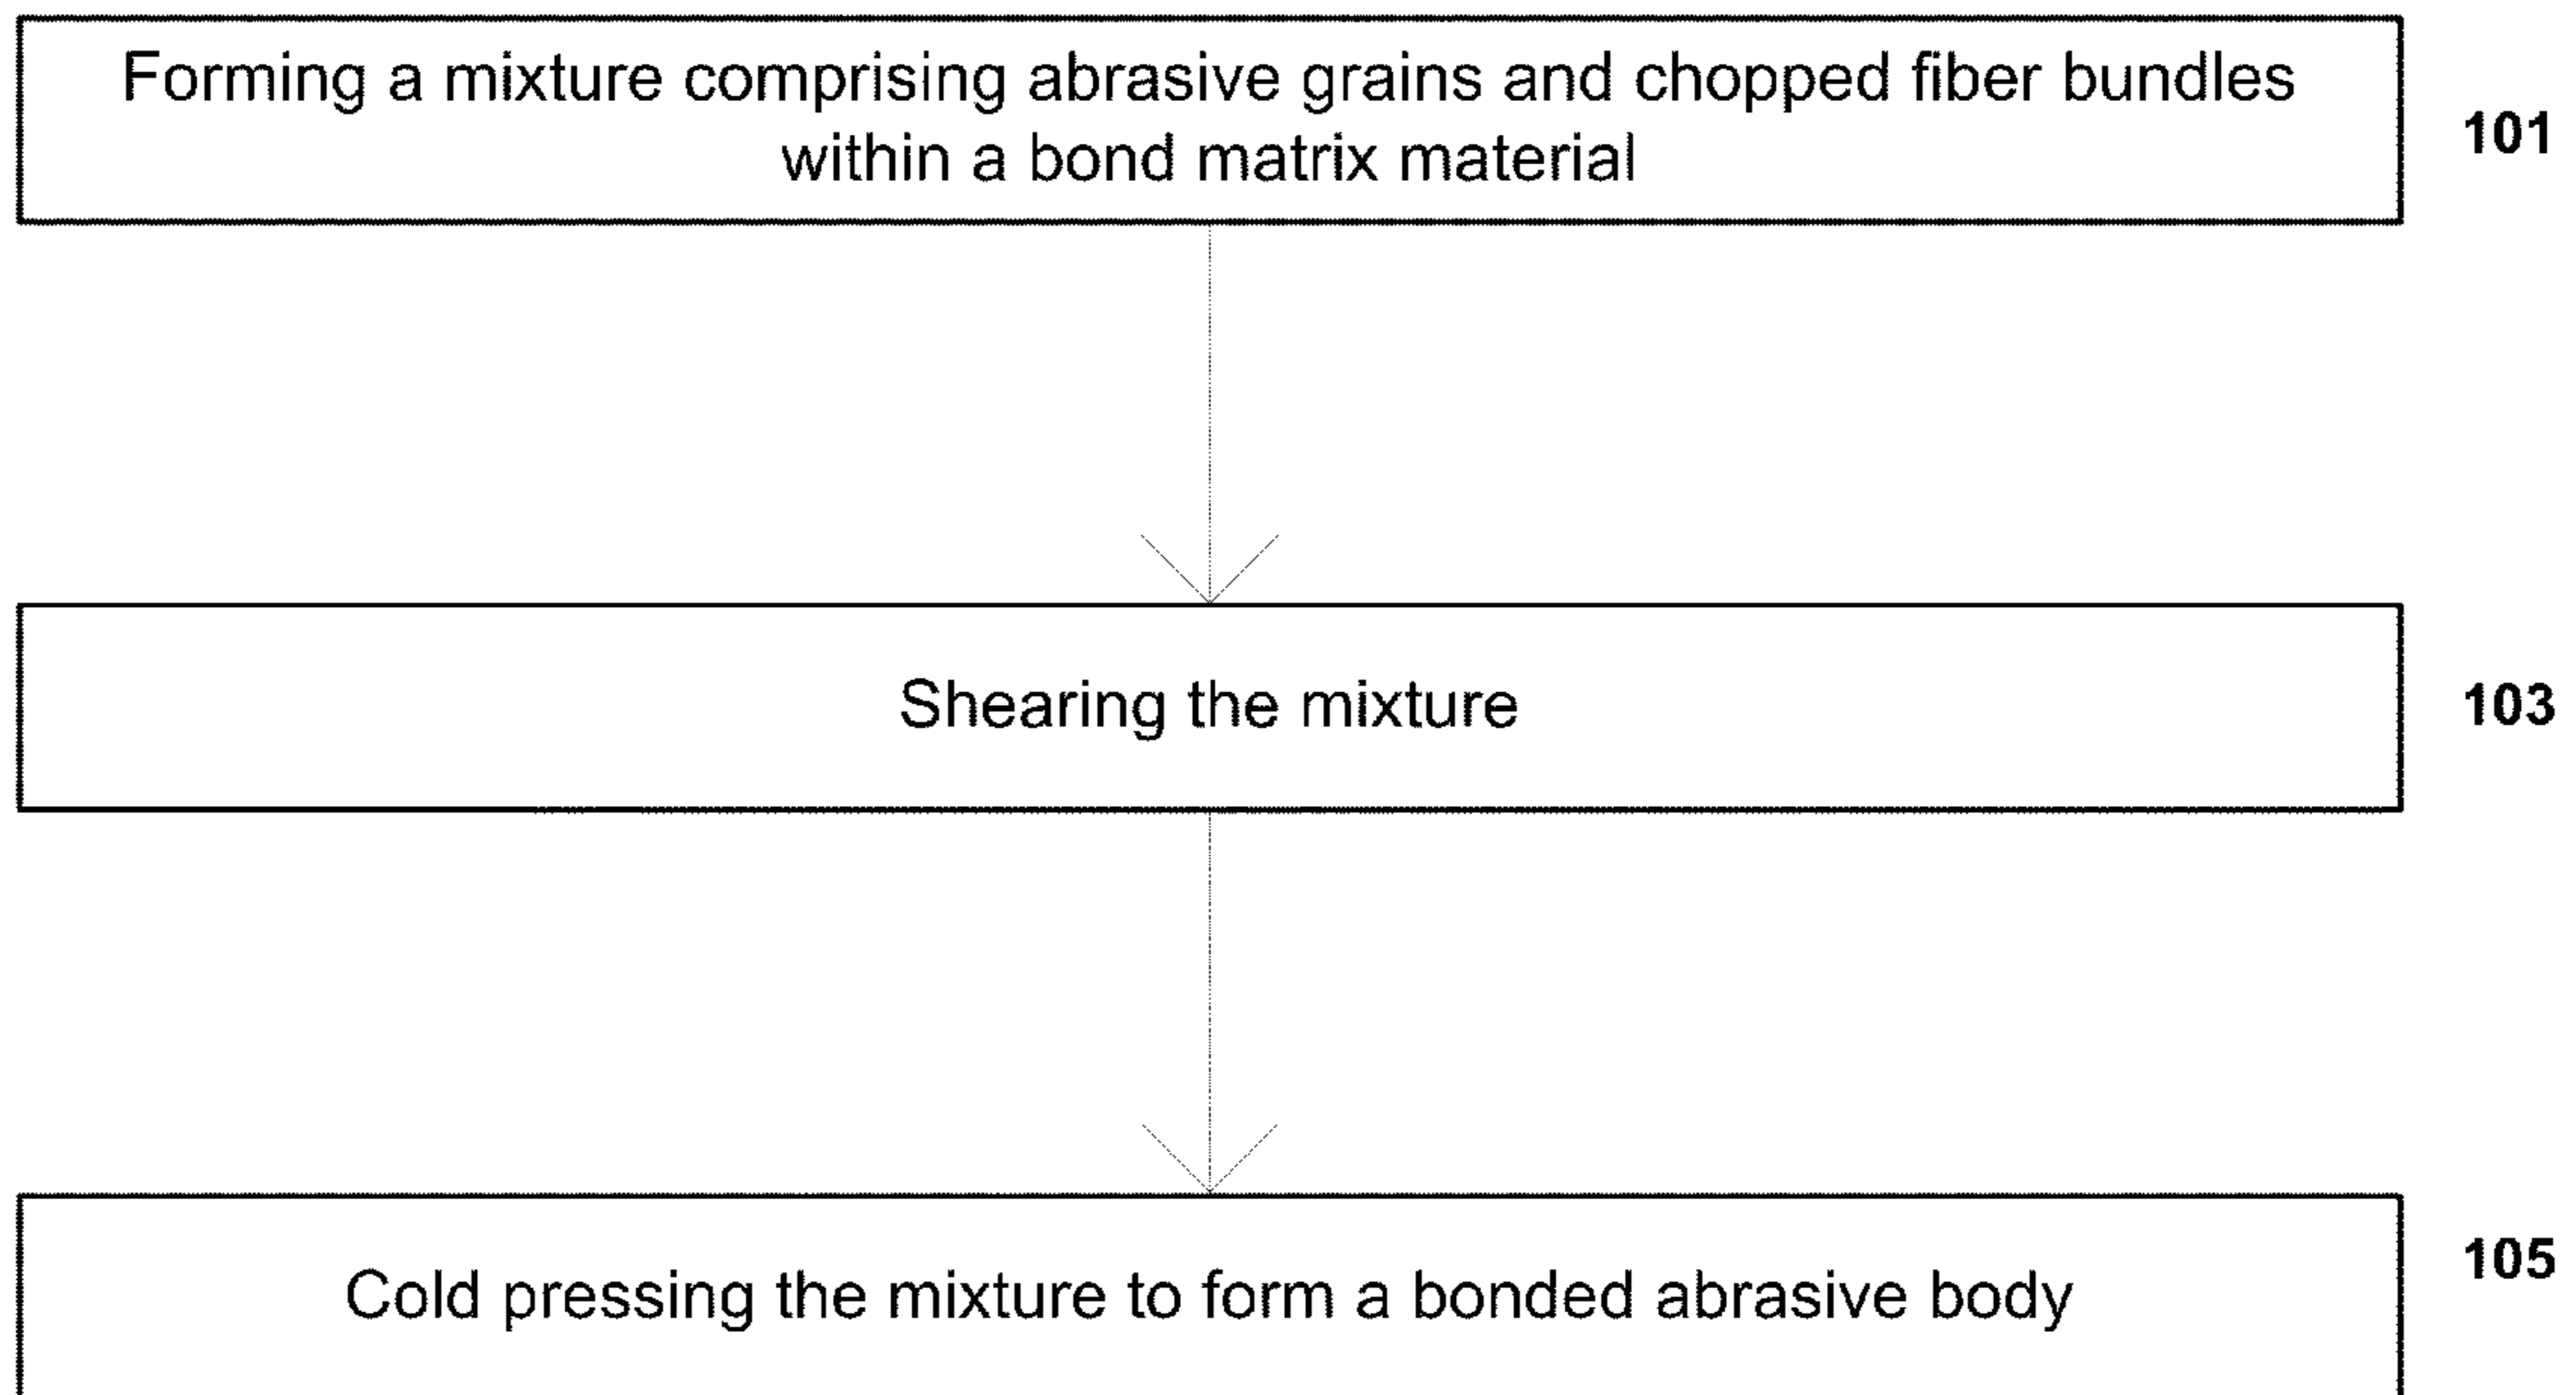 Forming a mixture comprising abrasive grains and chopped fiber bundles
within a bond matrix material
101
Shearing the mixture
103
Cold pressing the mixture to form a bonded abrasive body
105